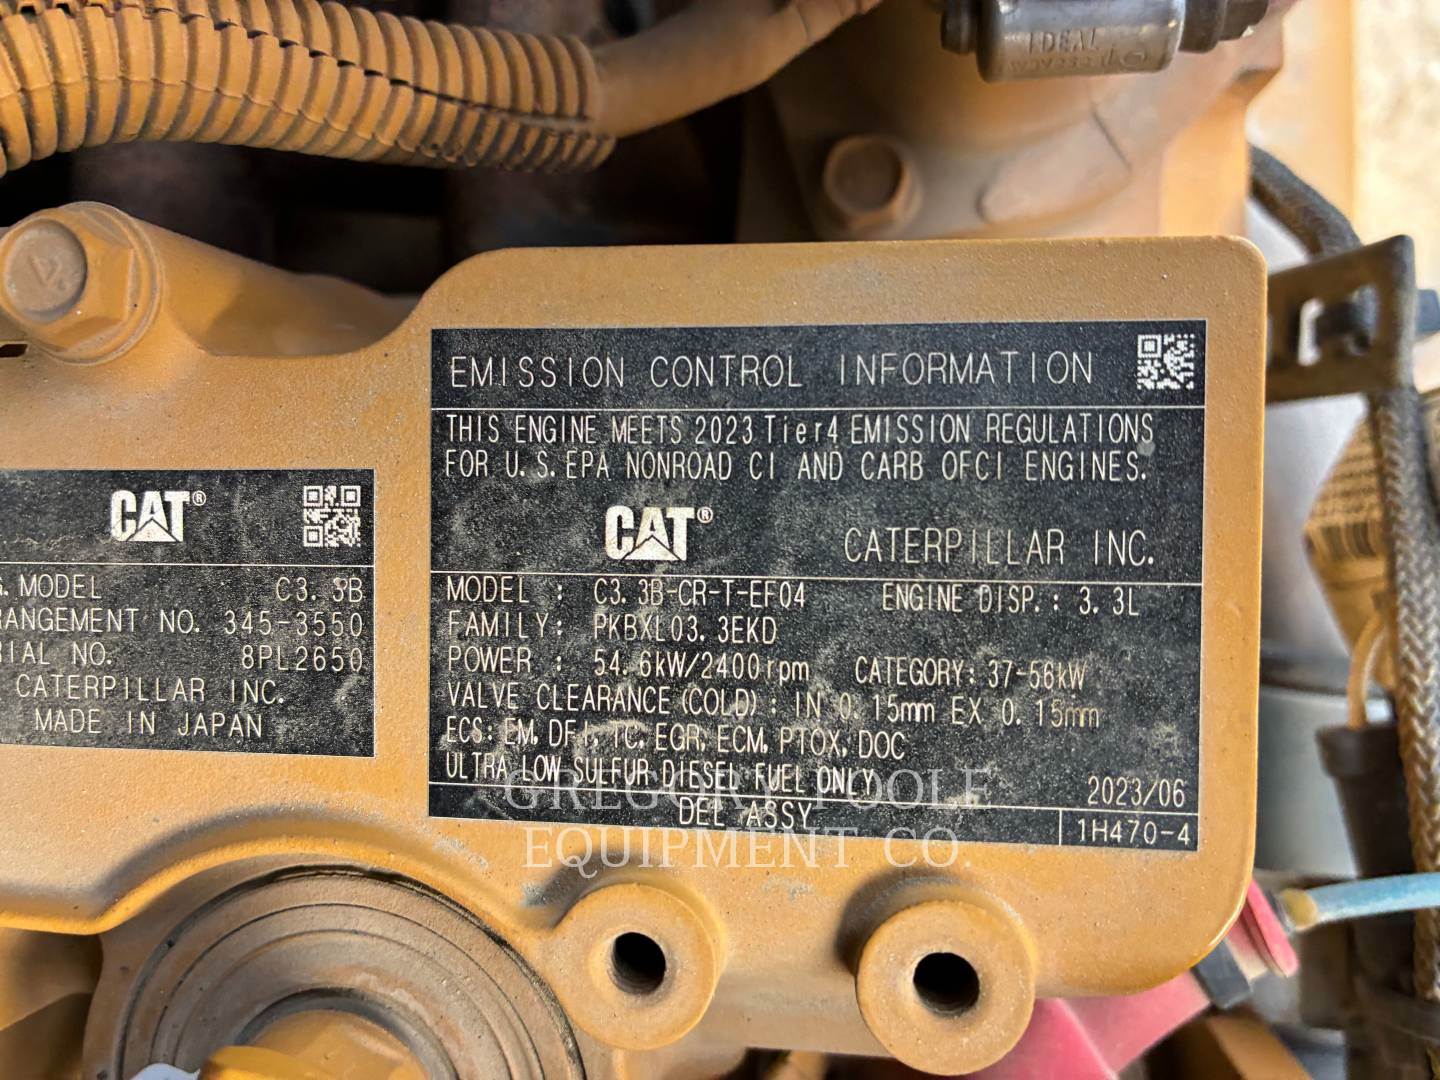 IDEAL
4
CAT®
G. MODEL C3.3B
RANGEMENT NO. 345-3550
RIAL NO. 8PL2650
CATERPILLAR INC.
MADE IN JAPAN
EMISSION CONTROL INFORMATION
THIS ENGINE MEETS 2023 Tier4 EMISSION REGULATIONS
FOR U.S.EPA NONROAD CI AND CARB OFCI ENGINES.
CAT® CATERPILLAR INC.
MODEL : C3.3B-CR-T-EF04 ENGINE DISP.: 3.3L
FAMILY: PKBXL03.3EKD
POWER : 54.6kW/2400rpm CATEGORY: 37-56kW
VALVE CLEARANCE(COLD): IN 0.15mm EX 0.15mm
ECS: EM, DFI, TC, EGR, ECM, PTOX, DOC
ULTRA LOW SULFUR DIESEL FUEL ONLY 2023/06
DEL ASSY 1H470-4
GREGORY POOLE
EQUIPMENT CO.